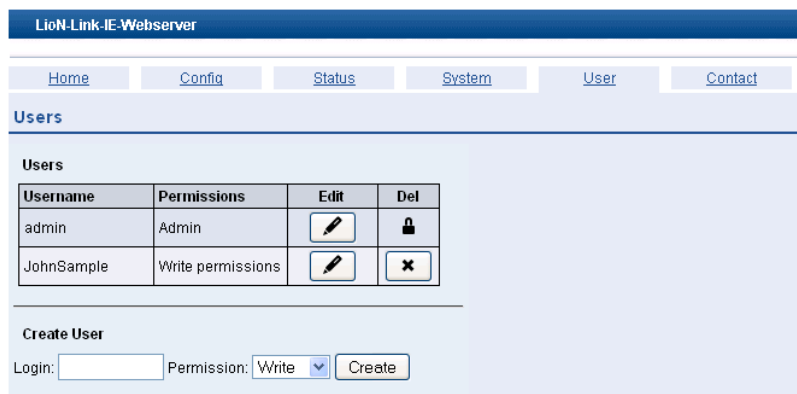 LioN-Link-IE-Webserver
Home Config Status System User Contact
Users
Users
Username Permissions Edit Del
admin Admin
JohnSample Write permissions
Create User
Login: Permission: Write Create